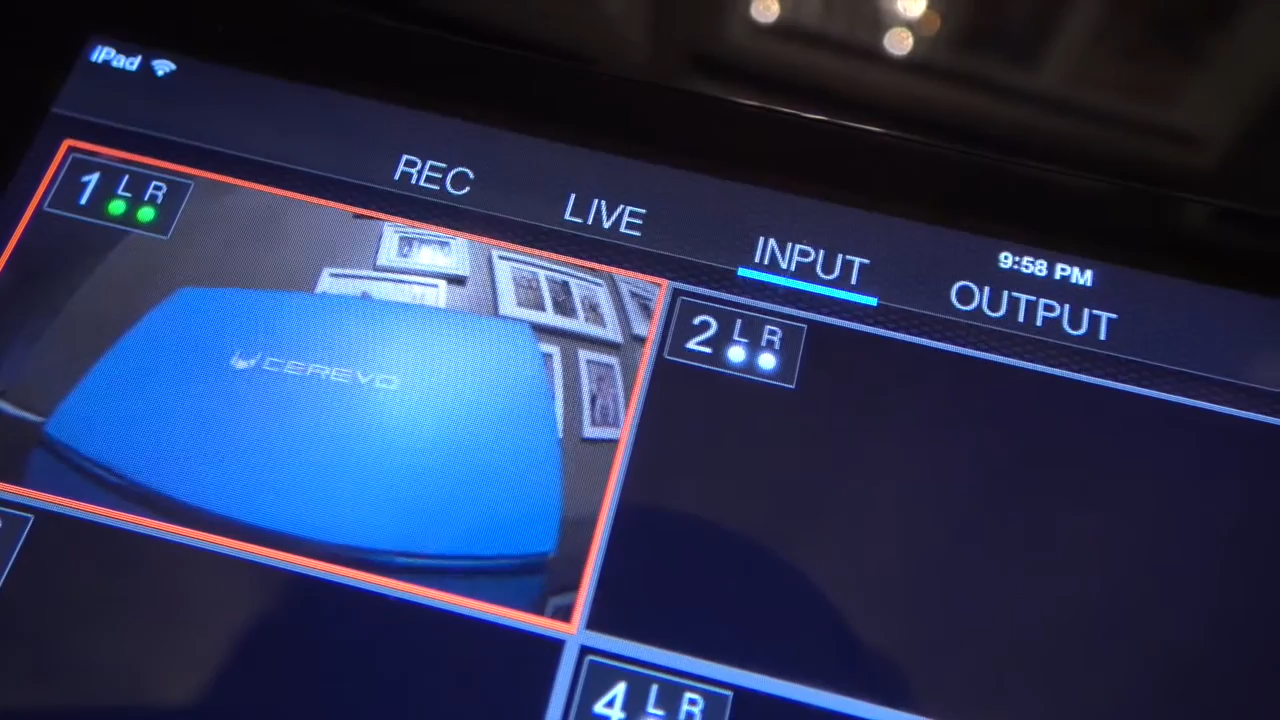 iPad
9:58 PM
REC
LIVE
INPUT
OUTPUT
1 L R
CEREVO
2 L R
4 L R